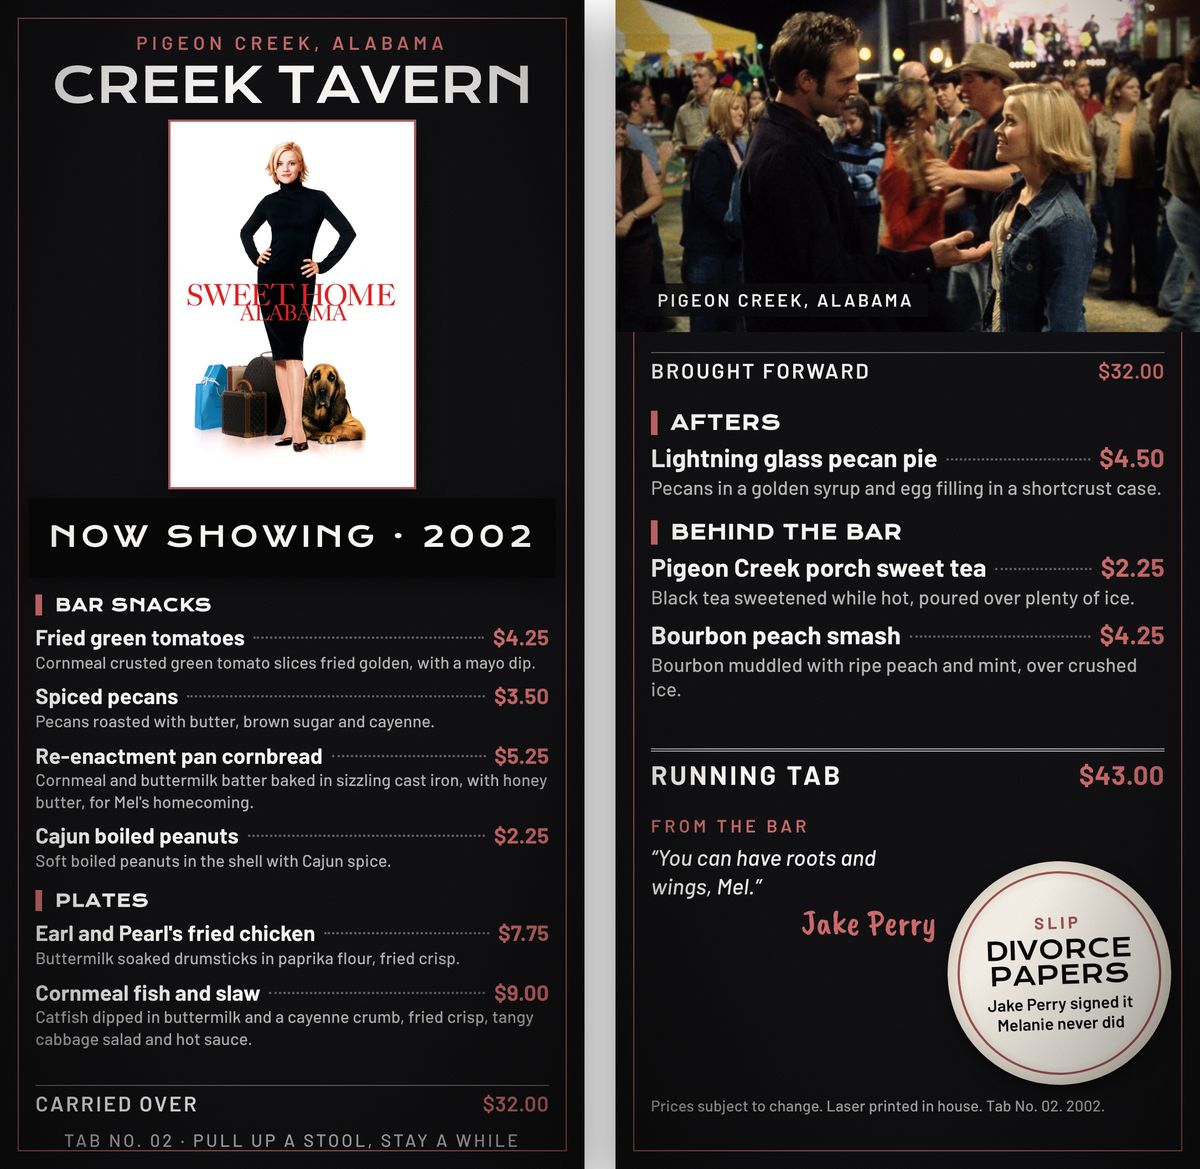 PIGEON CREEK, ALABAMA
CREEK TAVERN
SWEET HOME
ALABAMA
NOW SHOWING · 2002
BAR SNACKS
Fried green tomatoes $4.25
Cornmeal crusted green tomato slices fried golden, with a mayo dip.
Spiced pecans $3.50
Pecans roasted with butter, brown sugar and cayenne.
Re-enactment pan cornbread $5.25
Cornmeal and buttermilk batter baked in sizzling cast iron, with honey
butter, for Mel's homecoming.
Cajun boiled peanuts $2.25
Soft boiled peanuts in the shell with Cajun spice.
PLATES
Earl and Pearl's fried chicken $7.75
Buttermilk soaked drumsticks in paprika flour, fried crisp.
Cornmeal fish and slaw $9.00
Catfish dipped in buttermilk and a cayenne crumb, fried crisp, tangy
cabbage salad and hot sauce.
CARRIED OVER $32.00
TAB NO. 02 · PULL UP A STOOL, STAY A WHILE
PIGEON CREEK, ALABAMA
BROUGHT FORWARD $32.00
AFTERS
Lightning glass pecan pie $4.50
Pecans in a golden syrup and egg filling in a shortcrust case.
BEHIND THE BAR
Pigeon Creek porch sweet tea $2.25
Black tea sweetened while hot, poured over plenty of ice.
Bourbon peach smash $4.25
Bourbon muddled with ripe peach and mint, over crushed
ice.
RUNNING TAB $43.00
FROM THE BAR
“You can have roots and
wings, Mel.”
Jake Perry
SLIP
DIVORCE
PAPERS
Jake Perry signed it
Melanie never did
Prices subject to change. Laser printed in house. Tab No. 02. 2002.